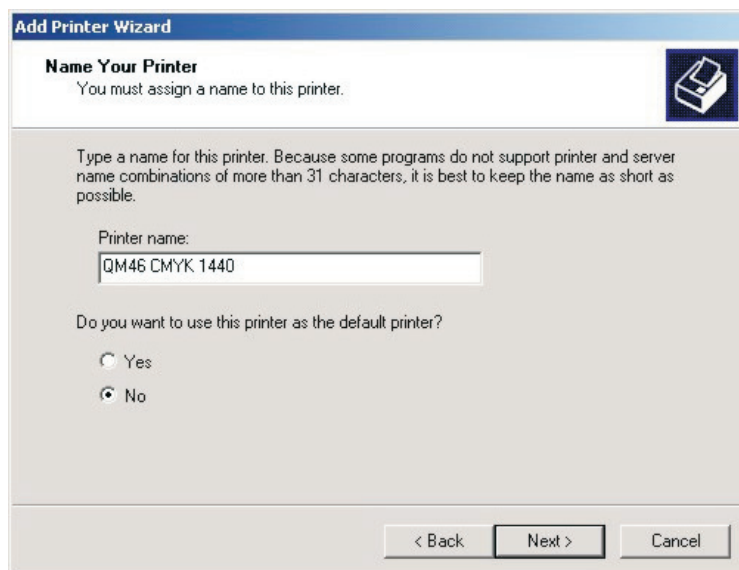 Add Printer Wizard
Name Your Printer
You must assign a name to this printer.
Type a name for this printer. Because some programs do not support printer and server
name combinations of more than 31 characters, it is best to keep the name as short as
possible.
Printer name:
QM46 CMYK 1440
Do you want to use this printer as the default printer?
Yes
No
< Back
Next >
Cancel